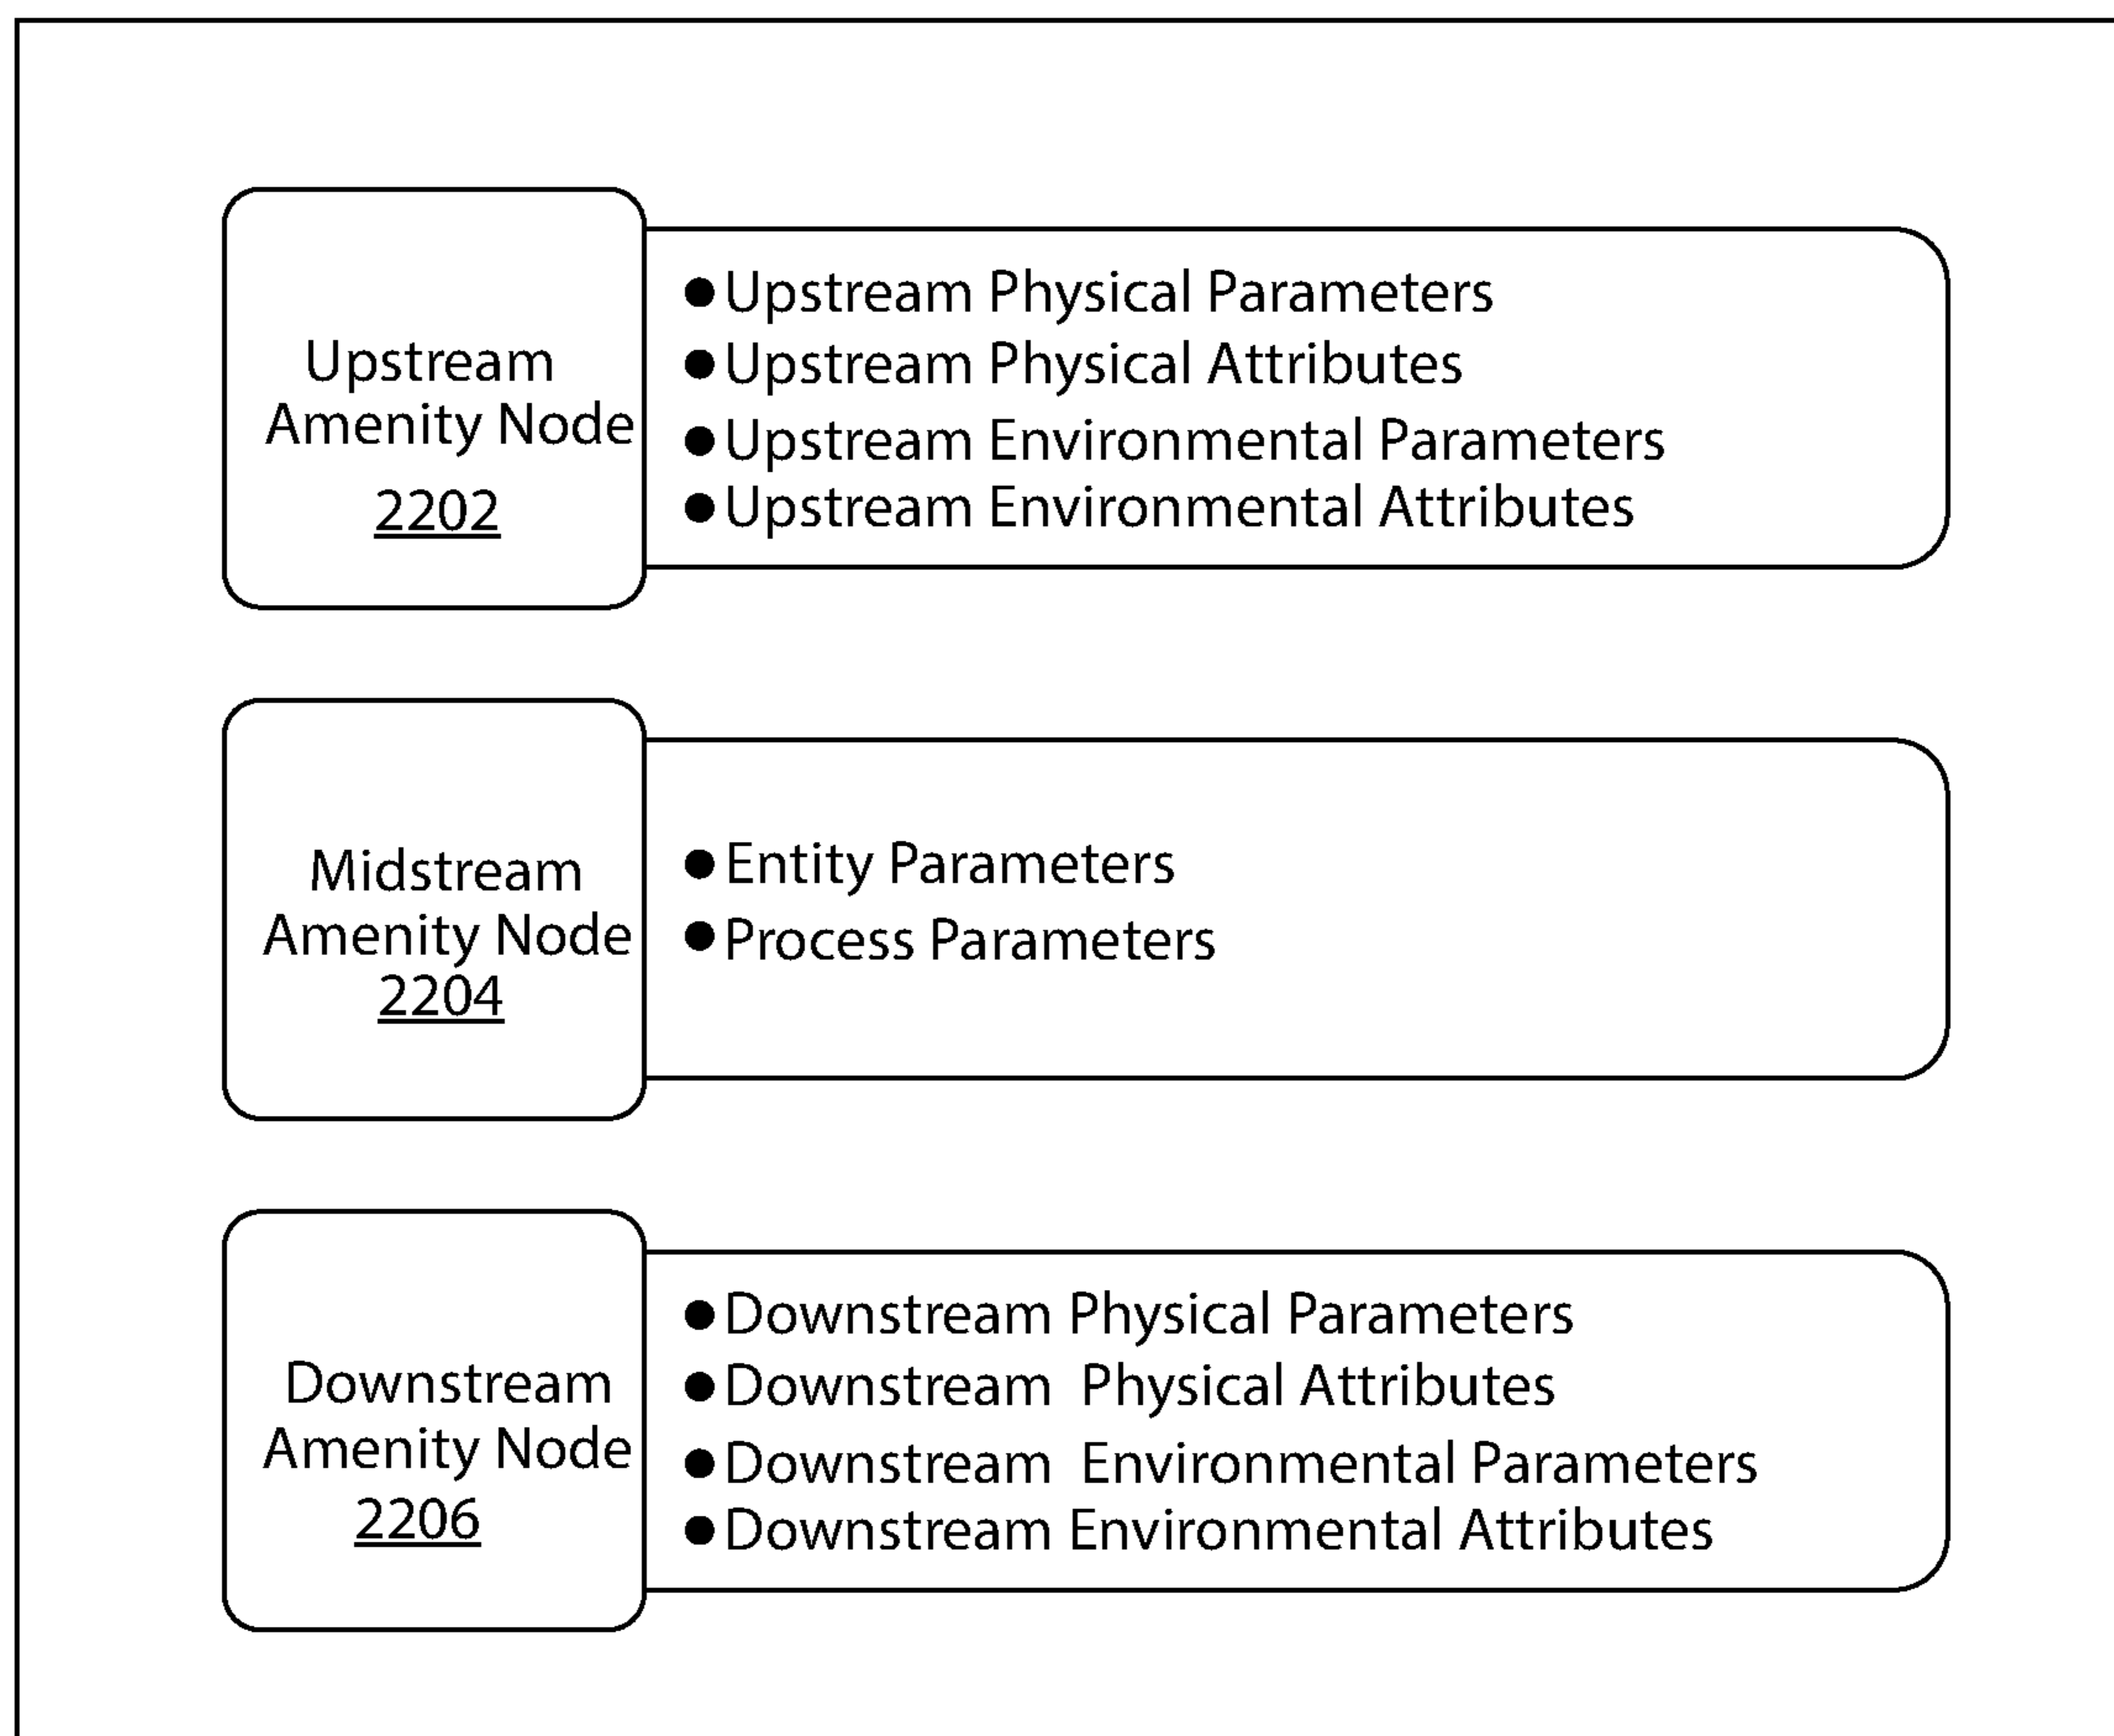 Upstream
Amenity Node
2202
● Upstream Physical Parameters
● Upstream Physical Attributes
● Upstream Environmental Parameters
● Upstream Environmental Attributes
Midstream
Amenity Node
2204
● Entity Parameters
● Process Parameters
Downstream
Amenity Node
2206
● Downstream Physical Parameters
● Downstream Physical Attributes
● Downstream Environmental Parameters
● Downstream Environmental Attributes